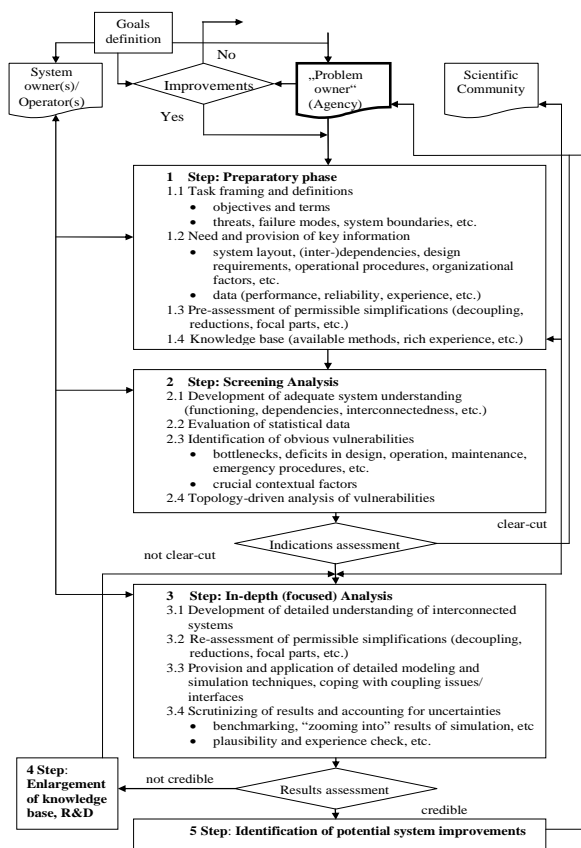 Goals
definition
No
System
owner(s)/
Operator(s)
Improvements
„Problem
owner“
(Agency)
Scientific
Community
Yes
1 Step: Preparatory phase
1.1 Task framing and definitions
• objectives and terms
• threats, failure modes, system boundaries, etc.
1.2 Need and provision of key information
• system layout, (inter-)dependencies, design
requirements, operational procedures, organizational
factors, etc.
• data (performance, reliability, experience, etc.)
1.3 Pre-assessment of permissible simplifications (decoupling,
reductions, focal parts, etc.)
1.4 Knowledge base (available methods, rich experience, etc.)
2 Step: Screening Analysis
2.1 Development of adequate system understanding
(functioning, dependencies, interconnectedness, etc.)
2.2 Evaluation of statistical data
2.3 Identification of obvious vulnerabilities
• bottlenecks, deficits in design, operation, maintenance,
emergency procedures, etc.
• crucial contextual factors
2.4 Topology-driven analysis of vulnerabilities
clear-cut
Indications assessment
not clear-cut
3 Step: In-depth (focused) Analysis
3.1 Development of detailed understanding of interconnected
systems
3.2 Re-assessment of permissible simplifications (decoupling,
reductions, focal parts, etc.)
3.3 Provision and application of detailed modeling and
simulation techniques, coping with coupling issues/
interfaces
3.4 Scrutinizing of results and accounting for uncertainties
• benchmarking, “zooming into” results of simulation, etc
• plausibility and experience check, etc.
4 Step:
Enlargement
of knowledge
base, R&D
not credible
Results assessment
credible
5 Step: Identification of potential system improvements